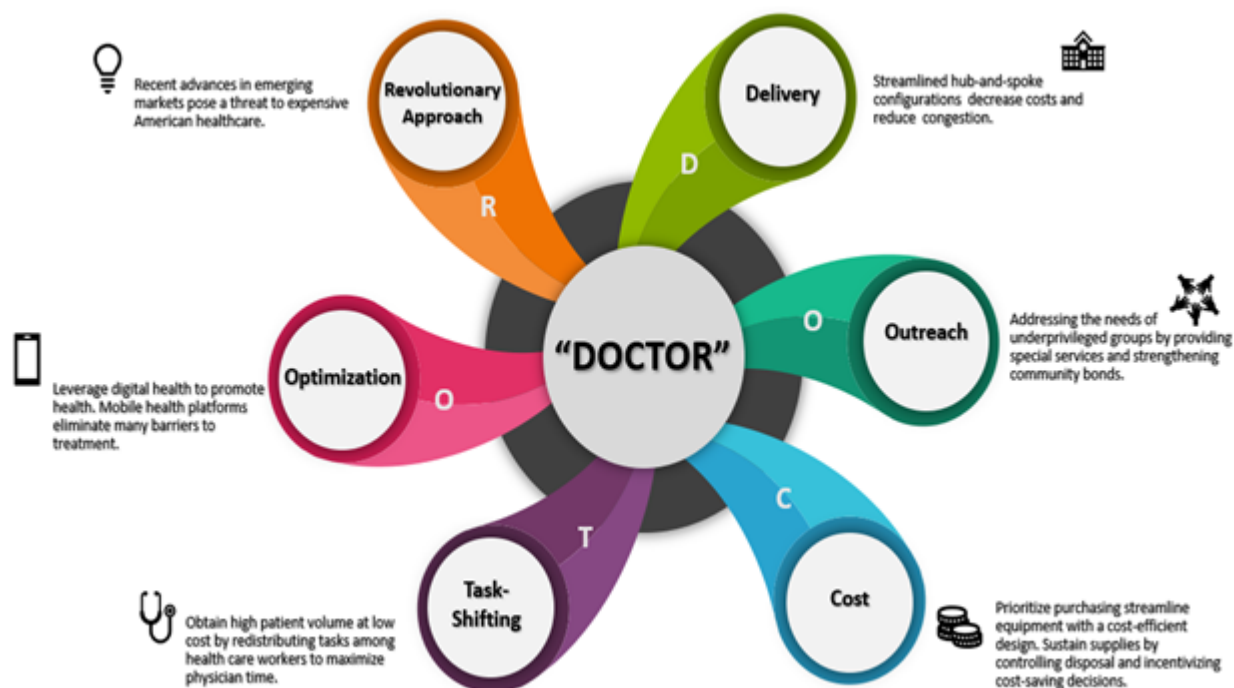 Revolutionary
Approach
R
Recent advances in emerging
markets pose a threat to expensive
American healthcare.
Delivery
D
Streamlined hub-and-spoke
configurations decrease costs and
reduce congestion.
"DOCTOR"
Outreach
O
Addressing the needs of
underprivileged groups by providing
special services and strengthening
community bonds.
Optimization
O
Leverage digital health to promote
health. Mobile health platforms
eliminate many barriers to
treatment.
Cost
C
Prioritize purchasing streamline
equipment with a cost-efficient
design. Sustain supplies by
controlling disposal and incentivizing
cost-saving decisions.
Task-
Shifting
T
Obtain high patient volume at low
cost by redistributing tasks among
health care workers to maximize
physician time.